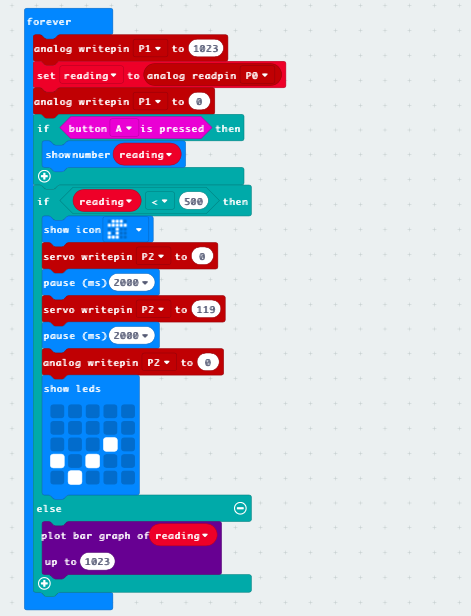 forever
analog writepin P1 to 1023
set reading to analog readpin P0
analog writepin P1 to 0
if button A is pressed then
shownumber reading
if reading < 500 then
show icon
servo writepin P2 to 0
pause (ms) 2000
servo writepin P2 to 119
pause (ms) 2000
analog writepin P2 to 0
show leds
else
plot bar graph of reading
up to 1023